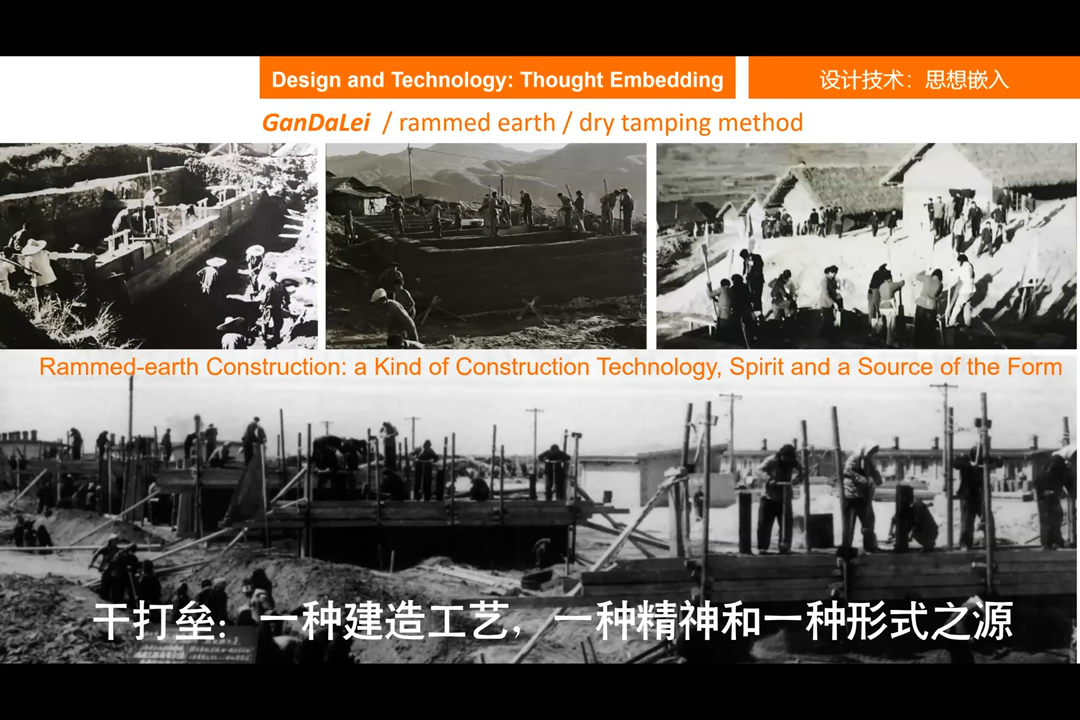 Design and Technology: Thought Embedding
设计技术：思想嵌入
GanDaLei / rammed earth / dry tamping method
Rammed-earth Construction: a Kind of Construction Technology, Spirit and a Source of the Form
干打垒：一种建造工艺，一种精神和一种形式之源